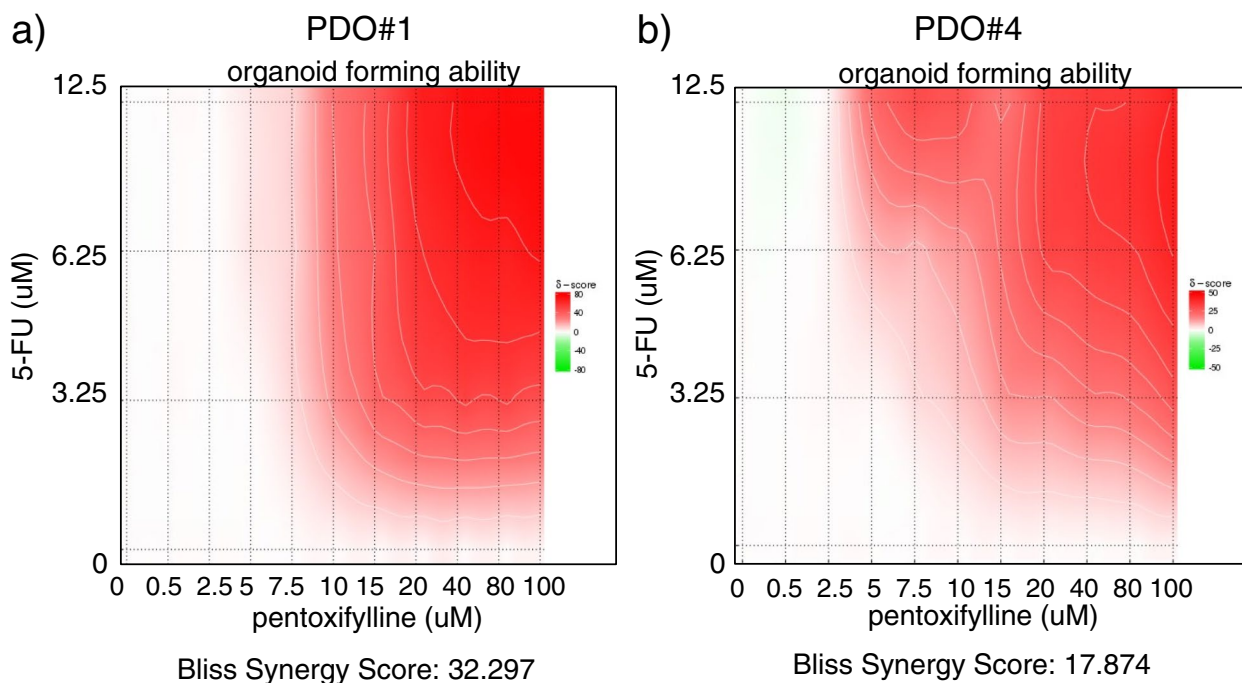 a)
PDO#1
organoid forming ability
12.5
6.25
3.25
0
5-FU (uM)
δ-score
80
40
0
-40
-80
0 0.5 2.5 5 7.5 10 15 20 40 60 80 100
pentoxifylline (uM)
Bliss Synergy Score: 32.297
b)
PDO#4
organoid forming ability
12.5
6.25
3.25
0
5-FU (uM)
δ-score
50
25
0
-25
-50
0 0.5 2.5 5 7.5 10 15 20 40 60 80 100
pentoxifylline (uM)
Bliss Synergy Score: 17.874